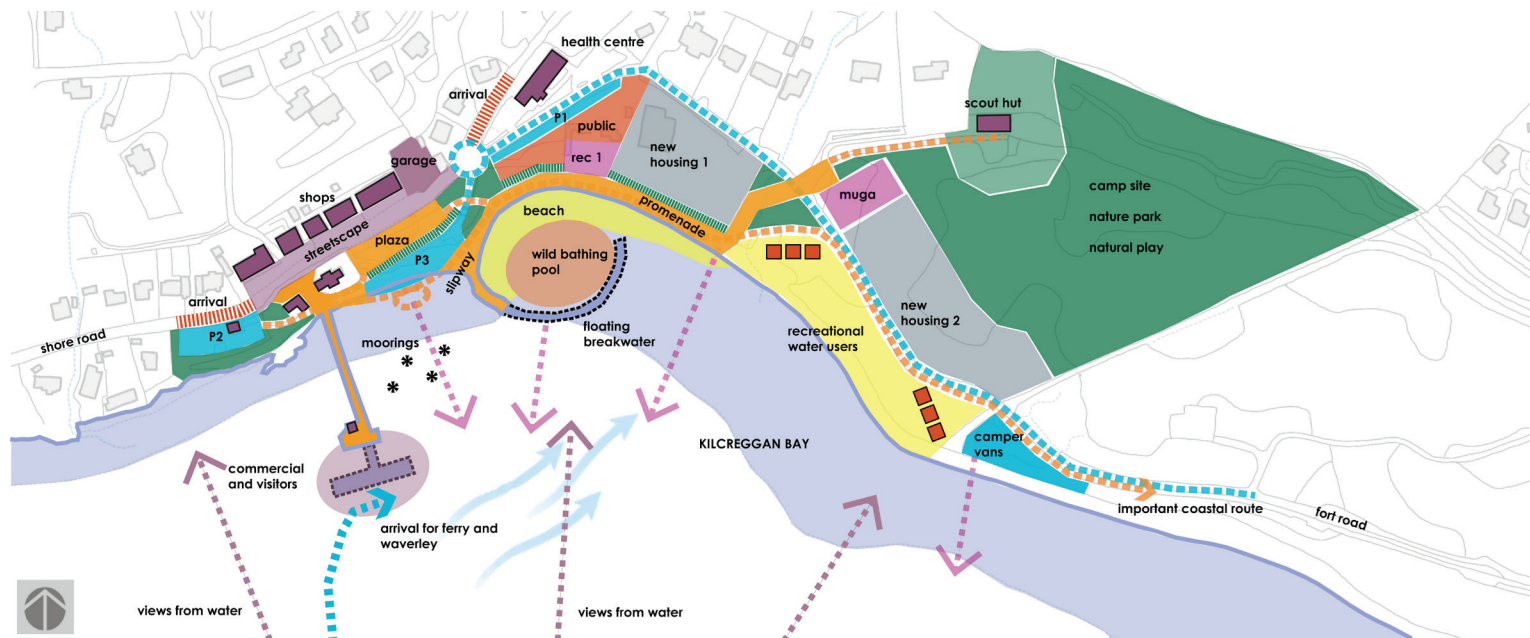 health centre
arrival
P1
public
scout hut
garage
rec 1
new
housing 1
camp site
shops
muga
nature park
streetscape
beach
promenade
natural play
plaza
wild bathing
pool
P3
slipway
arrival
new
housing 2
P2
floating
breakwater
recreational
water users
shore road
moorings
* * * *
KILCREGGAN BAY
camper
vans
commercial
and visitors
important coastal route
fort road
arrival for ferry and
waverley
views from water
views from water